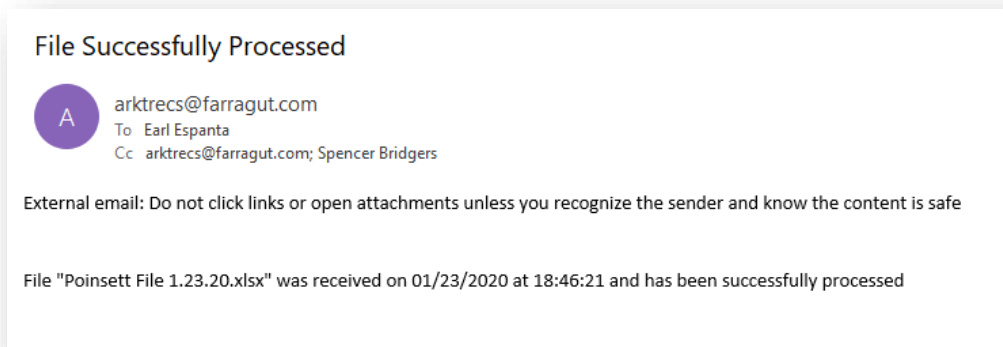 File Successfully Processed
A
arktrecs@farragut.com
To Earl Espanta
Cc arktrecs@farragut.com; Spencer Bridgers
External email: Do not click links or open attachments unless you recognize the sender and know the content is safe
File "Poinsett File 1.23.20.xlsx" was received on 01/23/2020 at 18:46:21 and has been successfully processed